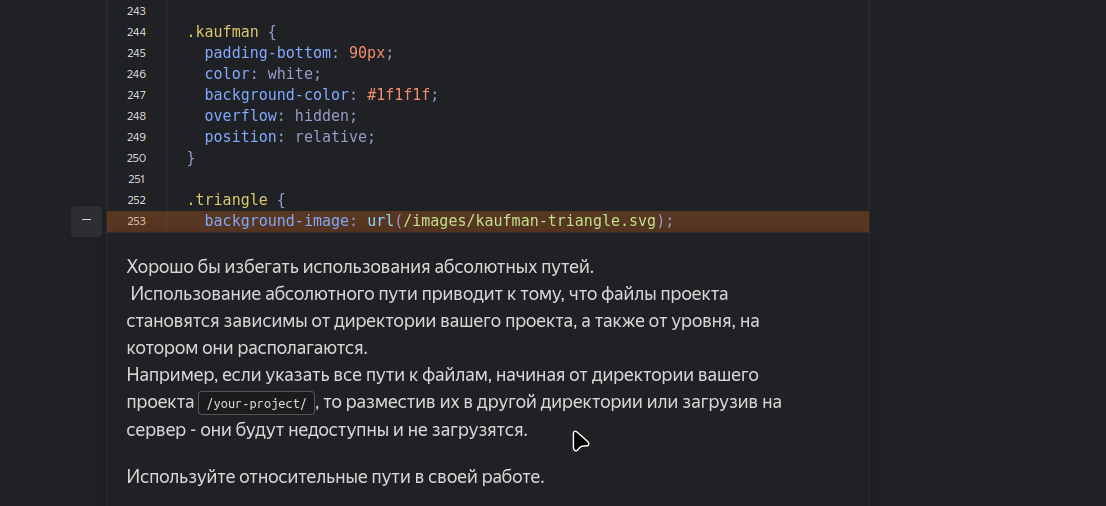 243
244 .kaufman {
245 padding-bottom: 90px;
246 color: white;
247 background-color: #1f1f1f;
248 overflow: hidden;
249 position: relative;
250 }
251
252 .triangle {
253 background-image: url(/images/kaufman-triangle.svg);
Хорошо бы избегать использования абсолютных путей.
Использование абсолютного пути приводит к тому, что файлы проекта
становятся зависимы от директории вашего проекта, а также от уровня, на
котором они располагаются.
Например, если указать все пути к файлам, начиная от директории вашего
проекта /your-project/, то разместив их в другой директории или загрузив на
сервер - они будут недоступны и не загрузятся.
Используйте относительные пути в своей работе.